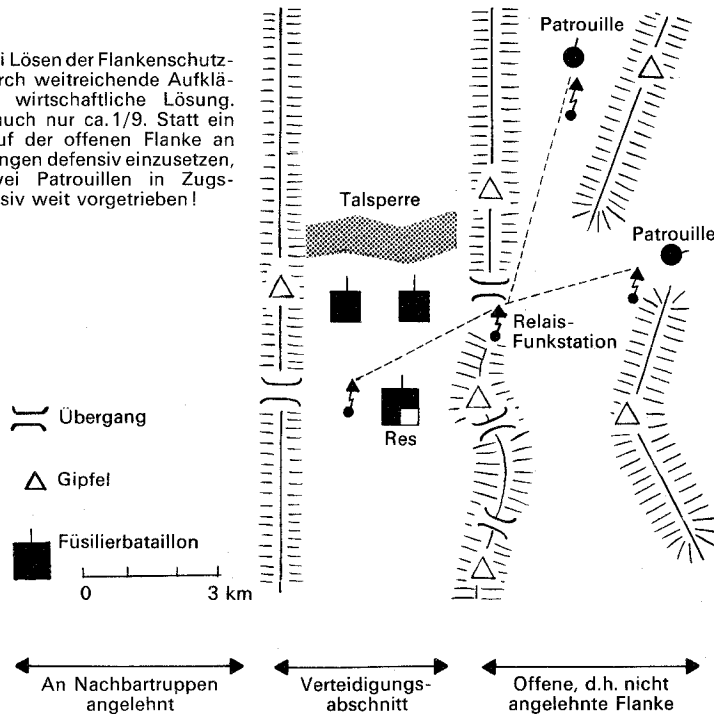 i Lösen der Flankenschutz-
rch weitreichende Aufklä-
wirtschaftliche Lösung.
auch nur ca. 1/9. Statt ein
uf der offenen Flanke an
ngen defensiv einzusetzen,
vei Patrouillen in Zugs-
siv weit vorgetrieben!
Patrouille
Talsperre
Patrouille
Relais-
Funkstation
Res
Übergang
Gipfel
Füsilierbataillon
0 3 km
An Nachbartruppen
angelehnt
Verteidigungs-
abschnitt
Offene, d.h. nicht
angelehnte Flanke